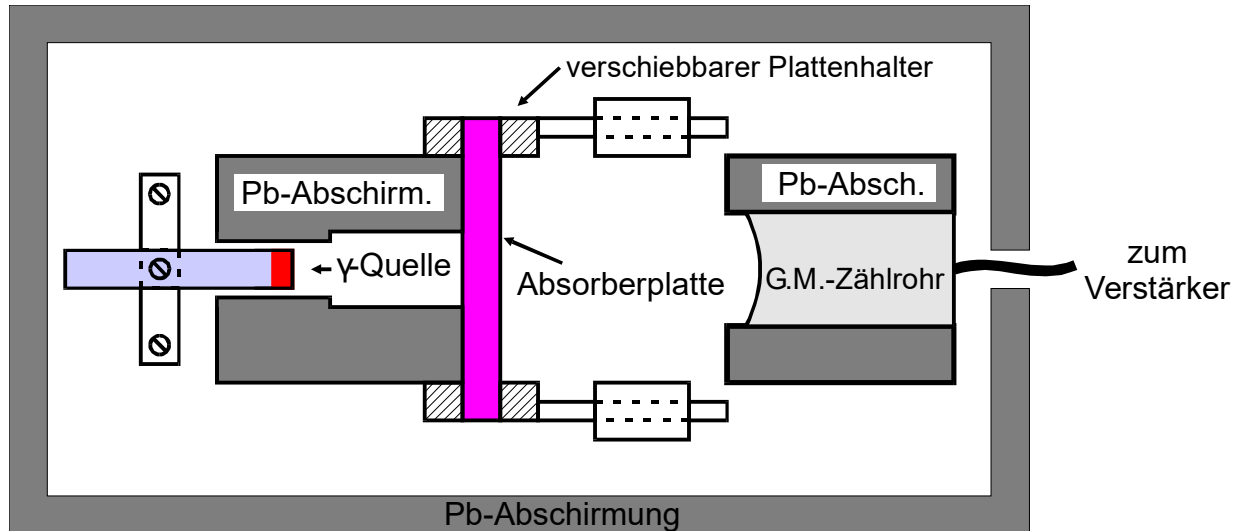 verschiebbarer Plattenhalter
Pb-Abschirm.
Pb-Absch.
γ-Quelle
Absorberplatte
G.M.-Zählrohr
zum
Verstärker
Pb-Abschirmung